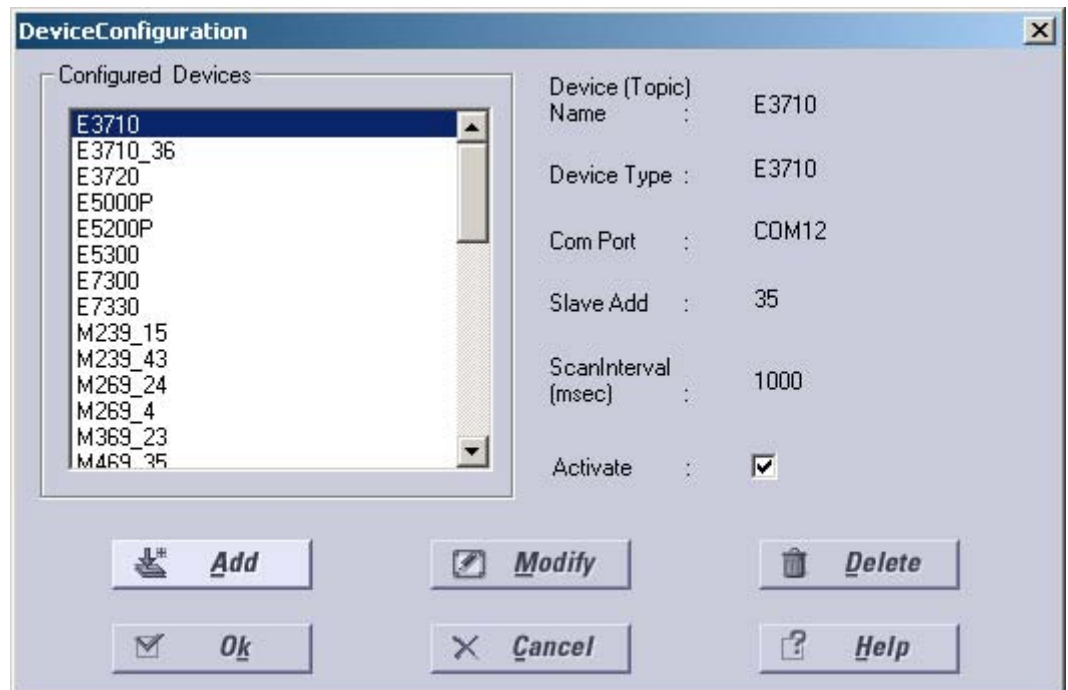 DeviceConfiguration
Configured Devices
E3710
E3710_36
E3720
E5000P
E5200P
E5300
E7300
E7330
M239_15
M239_43
M269_24
M269_4
M369_23
M469_35
Device (Topic)
Name : E3710
Device Type : E3710
Com Port : COM12
Slave Add : 35
ScanInterval
(msec) : 1000
Activate :
Add Modify Delete
Ok Cancel Help